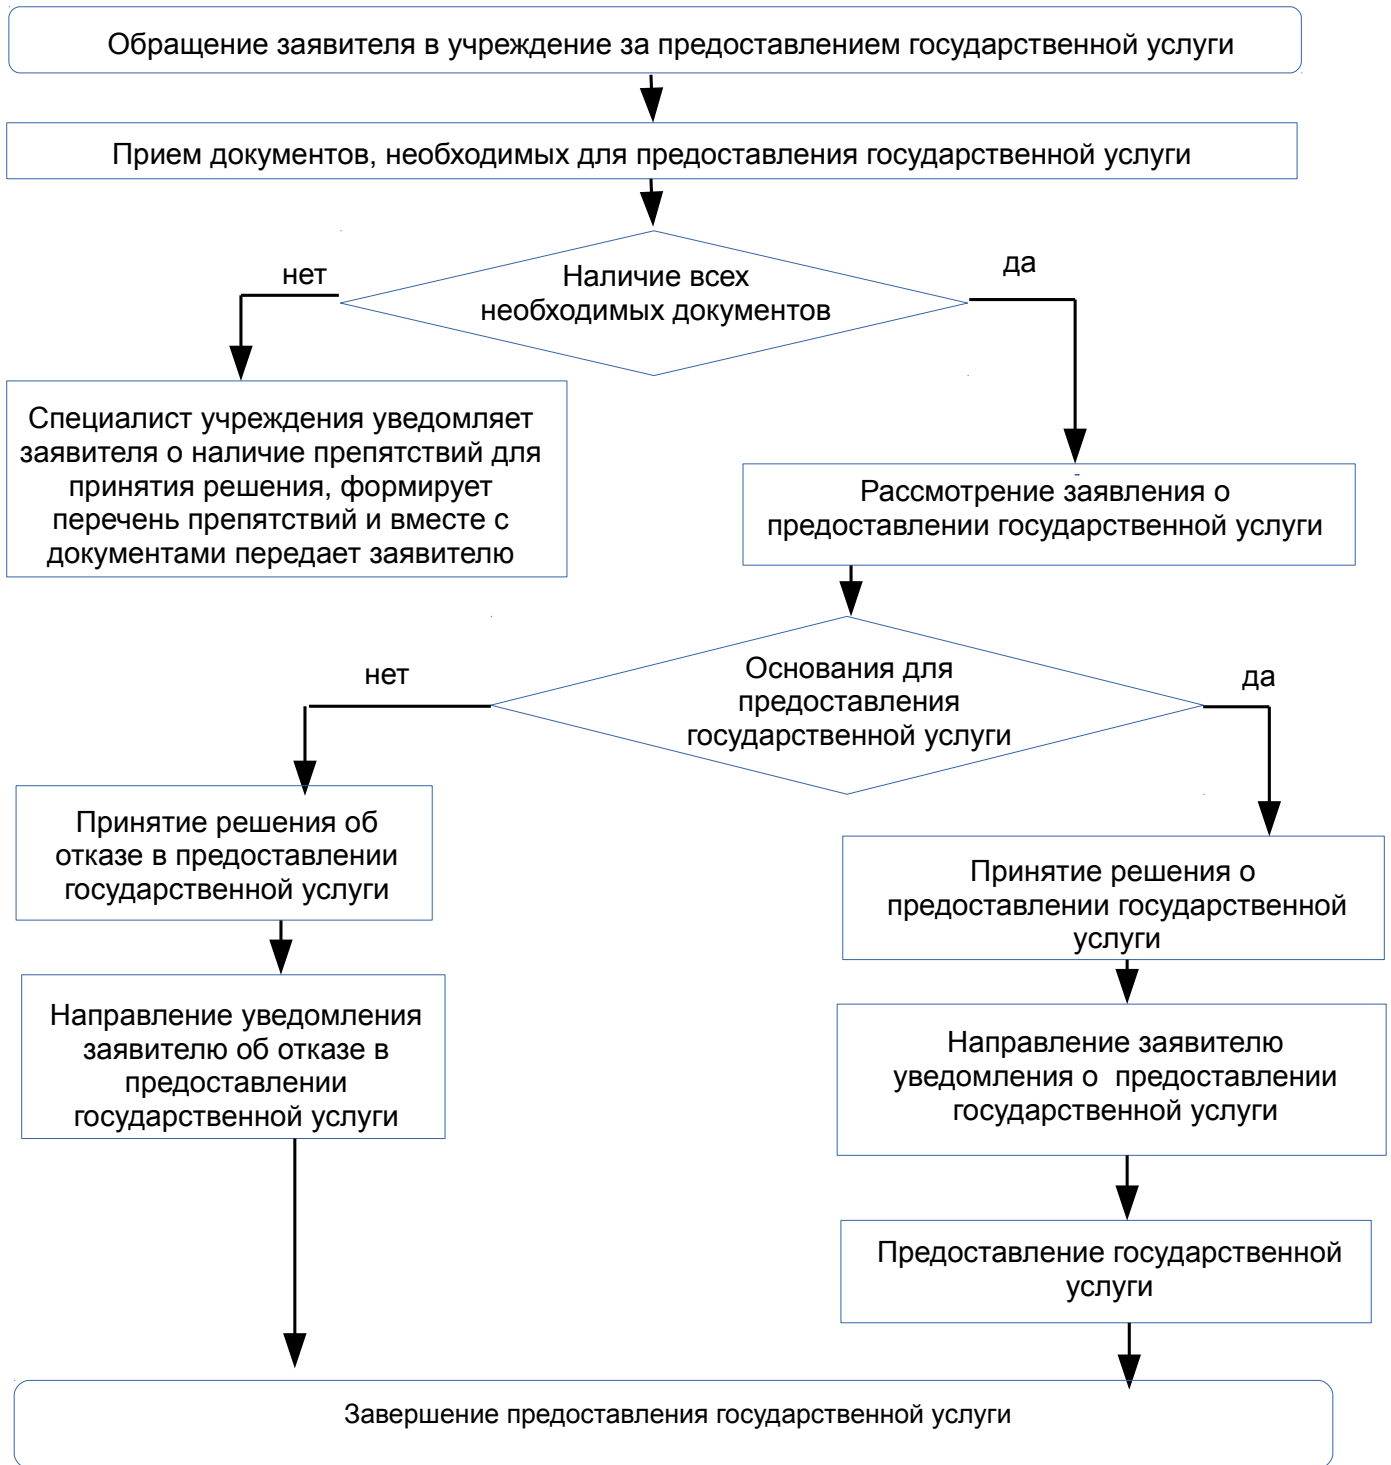 Обращение заявителя в учреждение за предоставлением государственной услуги
Прием документов, необходимых для предоставления государственной услуги
нет
Наличие всех
необходимых документов
да
Специалист учреждения уведомляет
заявителя о наличие препятствий для
принятия решения, формирует
перечень препятствий и вместе с
документами передает заявителю
Рассмотрение заявления о
предоставлении государственной услуги
нет
Основания для
предоставления
государственной услуги
да
Принятие решения об
отказе в предоставлении
государственной услуги
Принятие решения о
предоставлении государственной
услуги
Направление уведомления
заявителю об отказе в
предоставлении
государственной услуги
Направление заявителю
уведомления о  предоставлении
государственной услуги
Предоставление государственной
услуги
Завершение предоставления государственной услуги